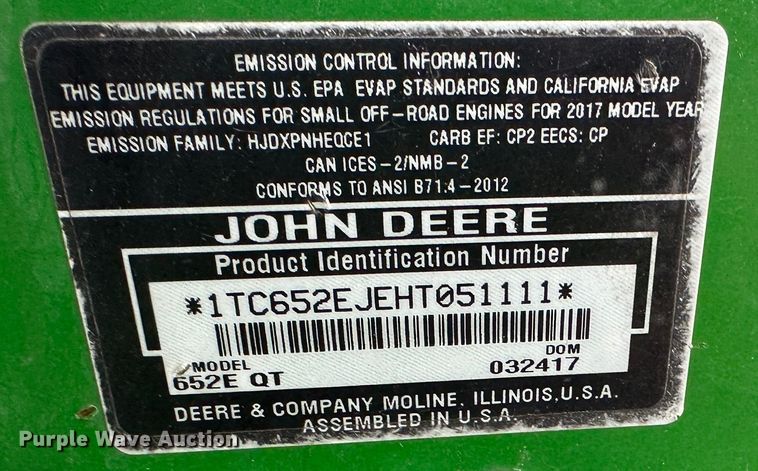 EMISSION CONTROL INFORMATION:
THIS EQUIPMENT MEETS U.S. EPA EVAP STANDARDS AND CALIFORNIA EVAP
EMISSION REGULATIONS FOR SMALL OFF-ROAD ENGINES FOR 2017 MODEL YEAR
EMISSION FAMILY: HJDXPNHEQCE1 CARB EF: CP2 EECS: CP
CAN ICES-2/NMB-2
CONFORMS TO ANSI B71.4-2012
JOHN DEERE
Product Identification Number
*1TC652EJEHT051111*
MODEL DOM
652E QT 032417
DEERE & COMPANY MOLINE, ILLINOIS,U.S.A.
ASSEMBLED IN U.S.A.
Purple Wave Auction